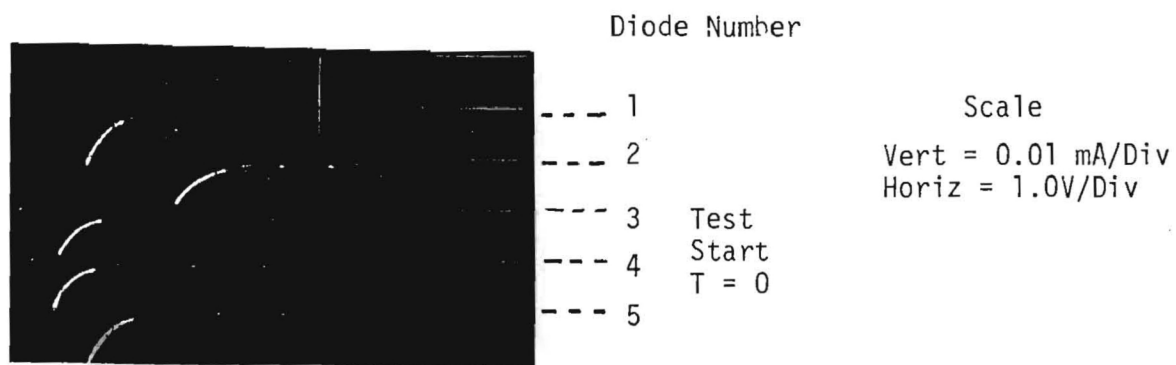 Diode Number
1
2
3
4
5
Test
Start
T = 0
Scale
Vert = 0.01 mA/Div
Horiz = 1.0V/Div